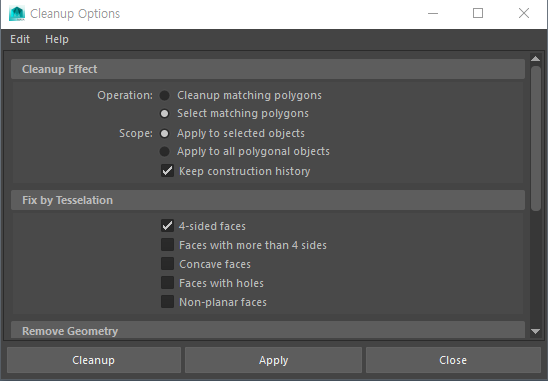 Cleanup Options
Edit Help
Cleanup Effect
Operation: Cleanup matching polygons
Select matching polygons
Scope: Apply to selected objects
Apply to all polygonal objects
Keep construction history
Fix by Tesselation
4-sided faces
Faces with more than 4 sides
Concave faces
Faces with holes
Non-planar faces
Remove Geometry
Cleanup Apply Close